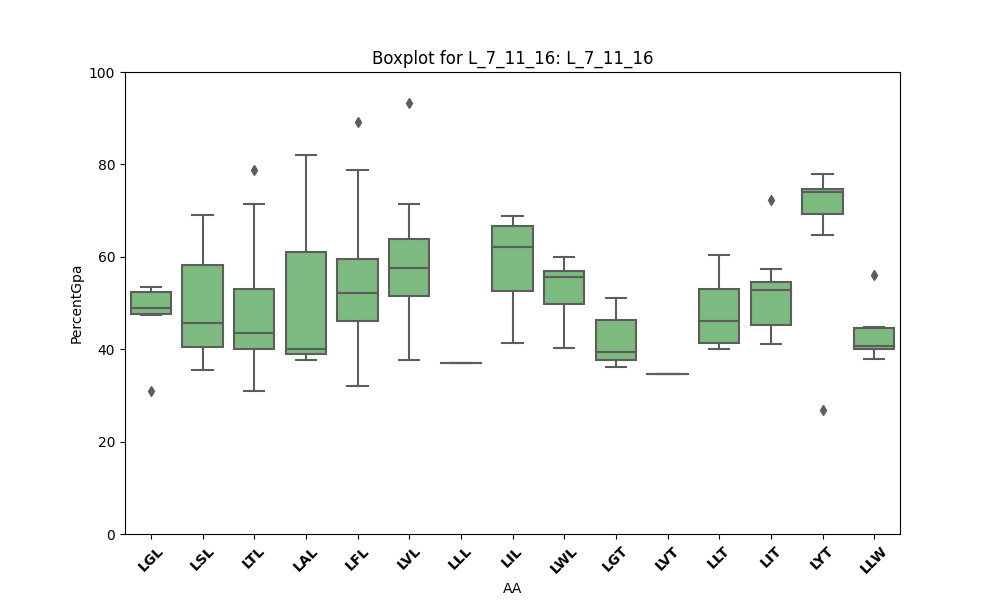 Boxplot for L_7_11_16: L_7_11_16
100
80
60
40
20
0
PercentGpa
LGL LSL LTL LAL LFL LVL LLL LIL LWL LGT LVT LLT LIT LYT LLW
AA